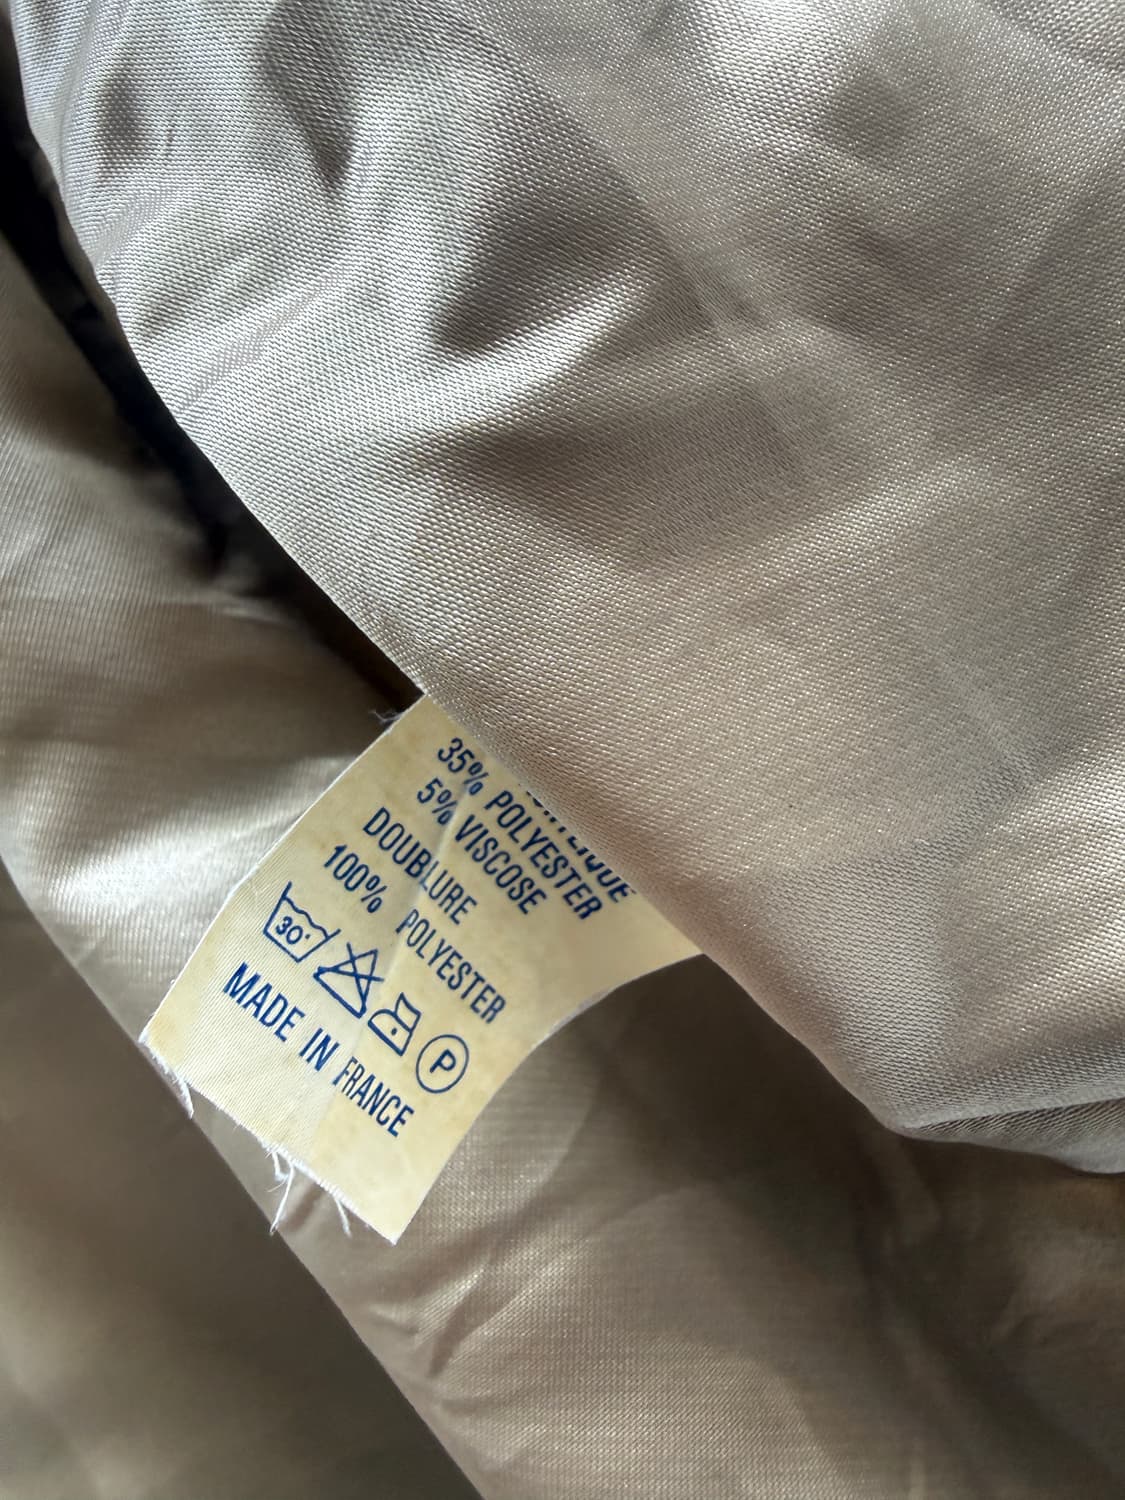 35% POLYESTER
5% VISCOSE
DOUBLURE
100% POLYESTER
30°
P
MADE IN FRANCE